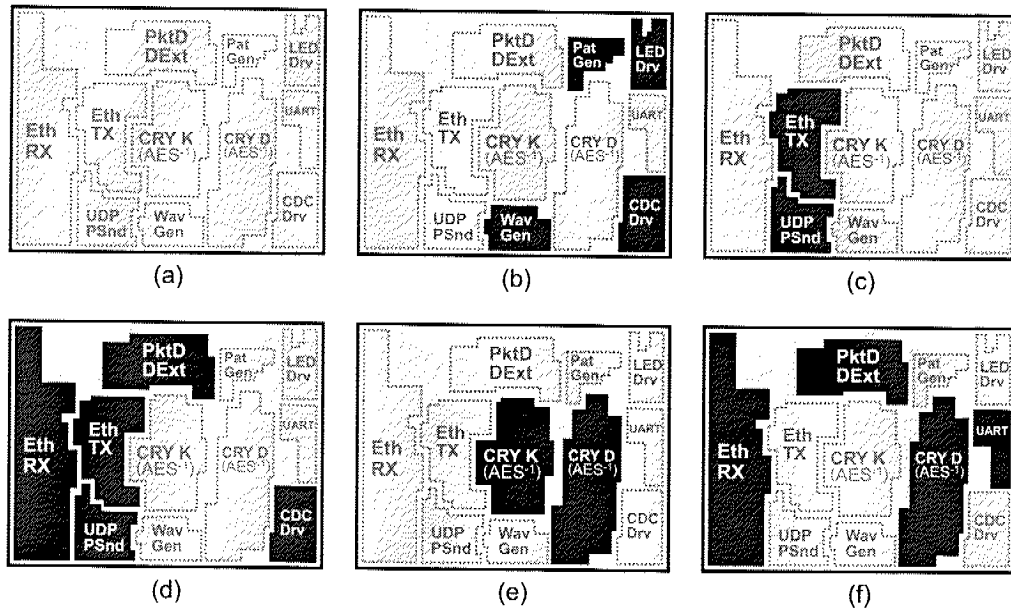 PktD
DExt
Pat
Gen
LED
Drv
Eth
RX
Eth
TX
CRY K
(AES⁻¹)
CRY D
(AES⁻¹)
UART
UDP
PSnd
Wav
Gen
CDC
Drv
(a)
PktD
DExt
Pat
Gen
LED
Drv
Eth
RX
Eth
TX
CRY K
(AES⁻¹)
CRY D
(AES⁻¹)
UART
UDP
PSnd
Wav
Gen
CDC
Drv
(b)
PktD
DExt
Pat
Gen
LED
Drv
Eth
RX
Eth
TX
CRY K
(AES⁻¹)
CRY D
(AES⁻¹)
UART
UDP
PSnd
Wav
Gen
CDC
Drv
(c)
PktD
DExt
Pat
Gen
LED
Drv
Eth
RX
Eth
TX
CRY K
(AES⁻¹)
CRY D
(AES⁻¹)
UART
UDP
PSnd
Wav
Gen
CDC
Drv
(d)
PktD
DExt
Pat
Gen
LED
Drv
Eth
RX
Eth
TX
CRY K
(AES⁻¹)
CRY D
(AES⁻¹)
UART
UDP
PSnd
Wav
Gen
CDC
Drv
(e)
PktD
DExt
Pat
Gen
LED
Drv
Eth
RX
Eth
TX
CRY K
(AES⁻¹)
CRY D
(AES⁻¹)
UART
UDP
PSnd
Wav
Gen
CDC
Drv
(f)